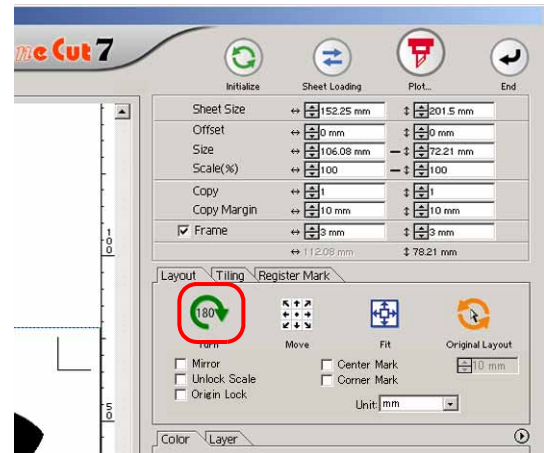 ne Cut 7
Initialize Sheet Loading Plot... End
Sheet Size 152.25 mm 201.5 mm
Offset 0 mm 0 mm
Size 106.08 mm 72.21 mm
Scale(%) 100 100
Copy 1 1
Copy Margin 10 mm 10 mm
Frame 3 mm 3 mm
112.08 mm 78.21 mm
100
Layout Tiling Register Mark
180°
Turn Move Fit Original Layout
Mirror Center Mark 10 mm
Unlock Scale Corner Mark
Origin Lock
Unit: mm
50
Color Layer